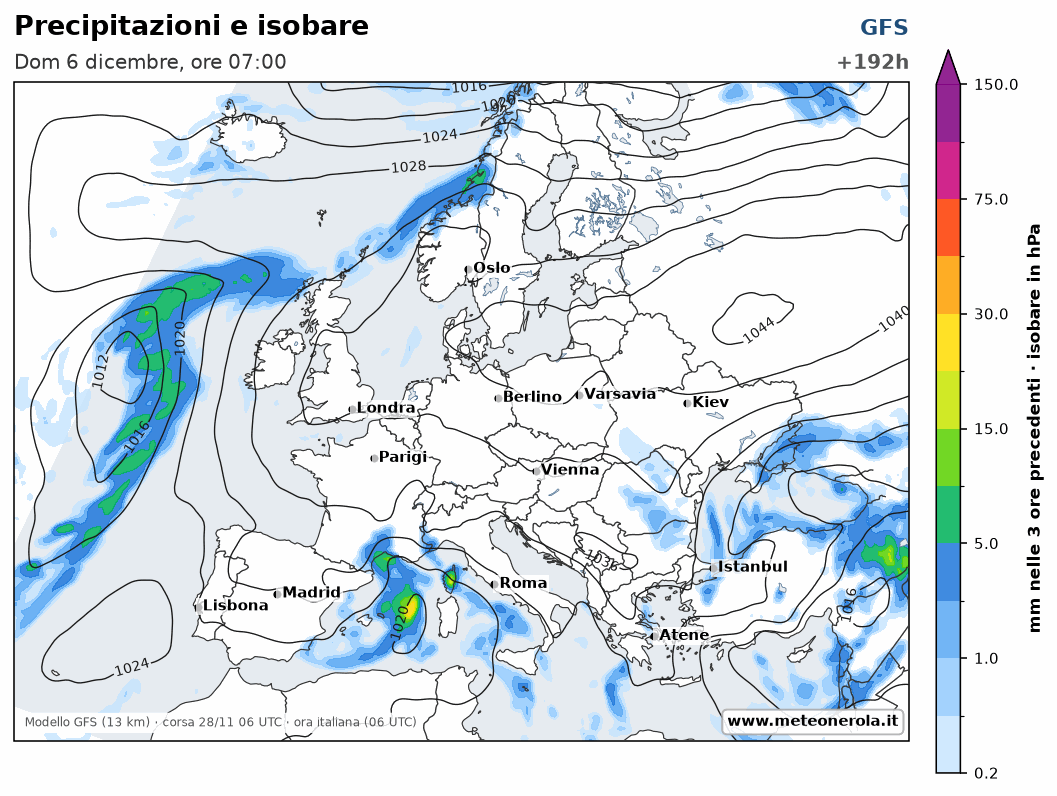 Precipitazioni e isobare
GFS
Dom 6 dicembre, ore 07:00
+192h
1016
1020
1024
1028
Oslo
1044
1040
1020
1012
1016
Londra
Berlino
Varsavia
Kiev
Parigi
Vienna
1036
Istanbul
Madrid
Roma
Lisbona
1020
1016
Atene
1024
Modello GFS (13 km) · corsa 28/11 06 UTC · ora italiana (06 UTC)
www.meteonerola.it
150.0
75.0
30.0
15.0
5.0
1.0
0.2
mm nelle 3 ore precedenti · isobare in hPa